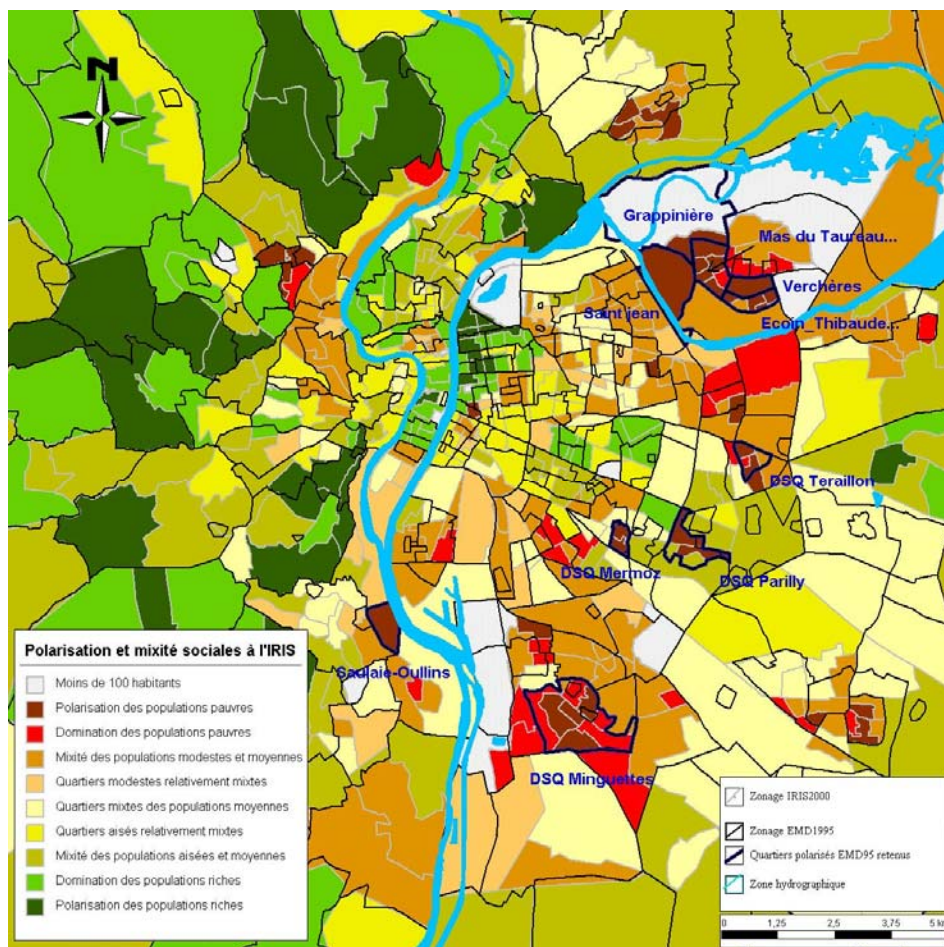 N
Grappinière
Mas du Taureau...
Verchères
Saint jean
Ecoin_Thibaude...
DSQ Teraillon
DSQ Mermoz
DSQ Parilly
Saulaie-Oullins
DSQ Minguettes
Polarisation et mixité sociales à l'IRIS
Moins de 100 habitants
Polarisation des populations pauvres
Domination des populations pauvres
Mixité des populations modestes et moyennes
Quartiers modestes relativement mixtes
Quartiers mixtes des populations moyennes
Quartiers aisés relativement mixtes
Mixité des populations aisées et moyennes
Domination des populations riches
Polarisation des populations riches
Zonage IRIS2000
Zonage EMD1995
Quartiers polarisés EMD95 retenus
Zone hydrographique
0 1,25 2,5 3,75 5